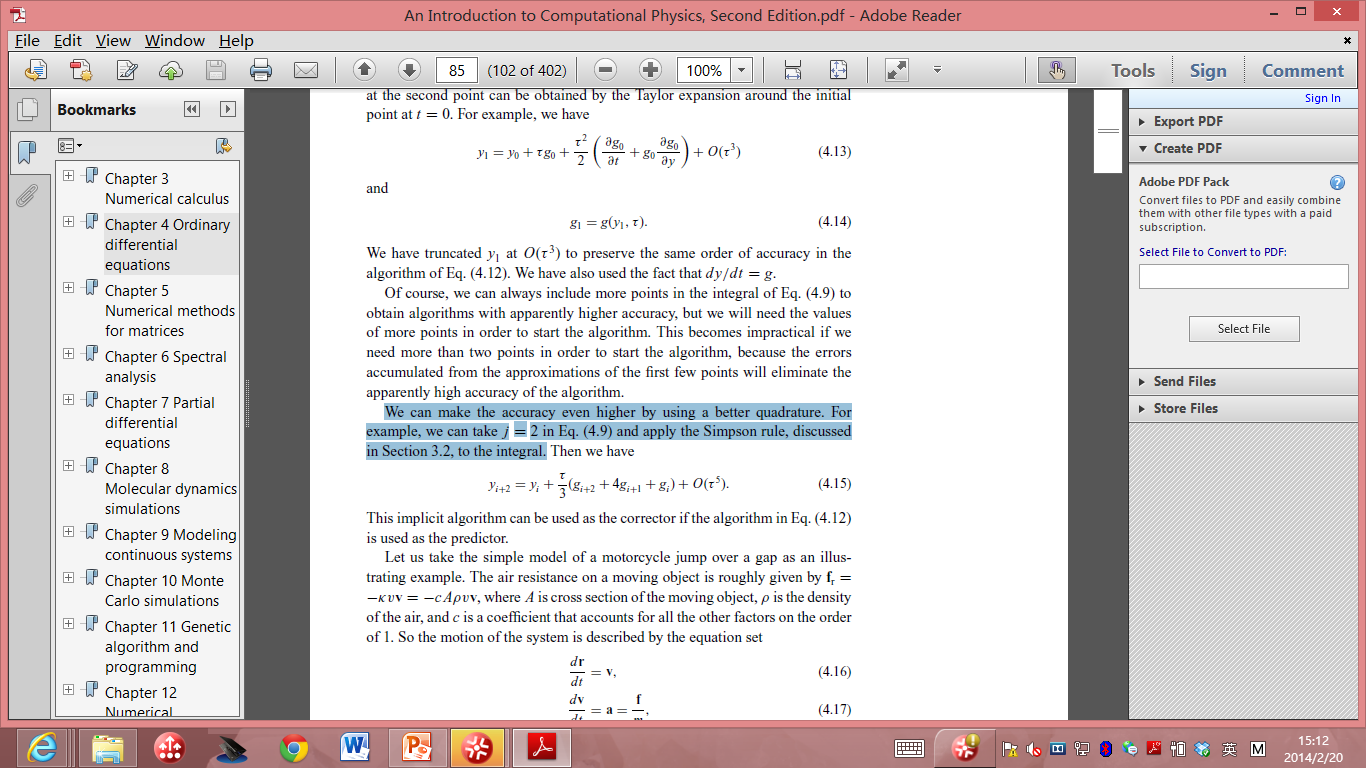 An Introduction to Computational Physics, Second Edition.pdf - Adobe Reader
File Edit View Window Help
85 (102 of 402) 100% Tools Sign Comment
Bookmarks
Chapter 3
Numerical calculus
Chapter 4 Ordinary
differential
equations
Chapter 5
Numerical methods
for matrices
Chapter 6 Spectral
analysis
Chapter 7 Partial
differential
equations
Chapter 8
Molecular dynamics
simulations
Chapter 9 Modeling
continuous systems
Chapter 10 Monte
Carlo simulations
Chapter 11 Genetic
algorithm and
programming
Chapter 12
Numerical
at the second point can be obtained by the Taylor expansion around the initial
point at t = 0. For example, we have
y₁ = y₀ + τg₀ + τ²/2 (∂g₀/∂t + g₀ ∂g₀/∂y) + O(τ³) (4.13)
and
g₁ = g(y₁, τ). (4.14)
We have truncated y₁ at O(τ³) to preserve the same order of accuracy in the
algorithm of Eq. (4.12). We have also used the fact that dy/dt = g.
Of course, we can always include more points in the integral of Eq. (4.9) to
obtain algorithms with apparently higher accuracy, but we will need the values
of more points in order to start the algorithm. This becomes impractical if we
need more than two points in order to start the algorithm, because the errors
accumulated from the approximations of the first few points will eliminate the
apparently high accuracy of the algorithm.
We can make the accuracy even higher by using a better quadrature. For
example, we can take j = 2 in Eq. (4.9) and apply the Simpson rule, discussed
in Section 3.2, to the integral. Then we have
yᵢ₊₂ = yᵢ + τ/3 (gᵢ₊₂ + 4gᵢ₊₁ + gᵢ) + O(τ⁵). (4.15)
This implicit algorithm can be used as the corrector if the algorithm in Eq. (4.12)
is used as the predictor.
Let us take the simple model of a motorcycle jump over a gap as an illus-
trating example. The air resistance on a moving object is roughly given by fᵣ =
−κvv = −cAρvv, where A is cross section of the moving object, ρ is the density
of the air, and c is a coefficient that accounts for all the other factors on the order
of 1. So the motion of the system is described by the equation set
dr/dt = v, (4.16)
dv/dt = a = f/m, (4.17)
Sign In
Export PDF
Create PDF
Adobe PDF Pack
Convert files to PDF and easily combine
them with other file types with a paid
subscription.
Select File to Convert to PDF:
Select File
Send Files
Store Files
英 M
15:12
2014/2/20